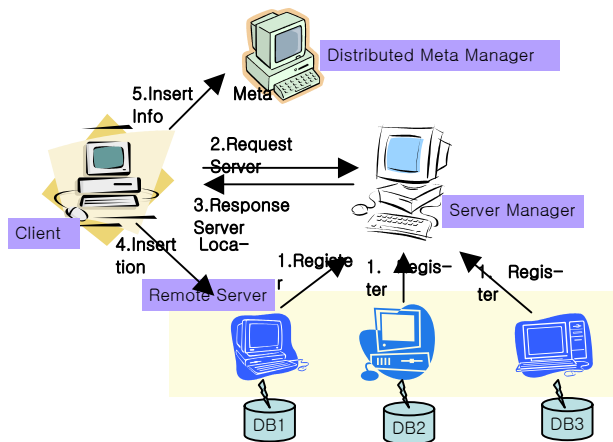 Distributed Meta Manager
5.Insert Meta
Info
2.Request
Server
3.Response
Server Loca-
tion
Client
Server Manager
4.Insert
1.Registe
r
1. Regis-
ter
1. Regis-
ter
Remote Server
DB1
DB2
DB3